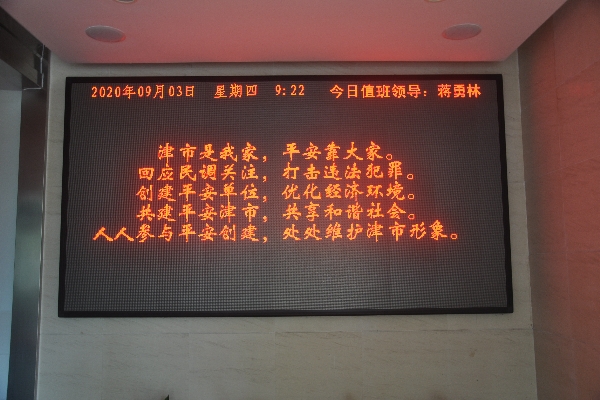 2020年09月03日 星期四 9:22 今日值班领导：蒋勇林
津市是我家，平安靠大家。
回应民调关注，打击违法犯罪。
创建平安单位，优化经济环境。
共建平安津市，共享和谐社会。
人人参与平安创建，处处维护津市形象。